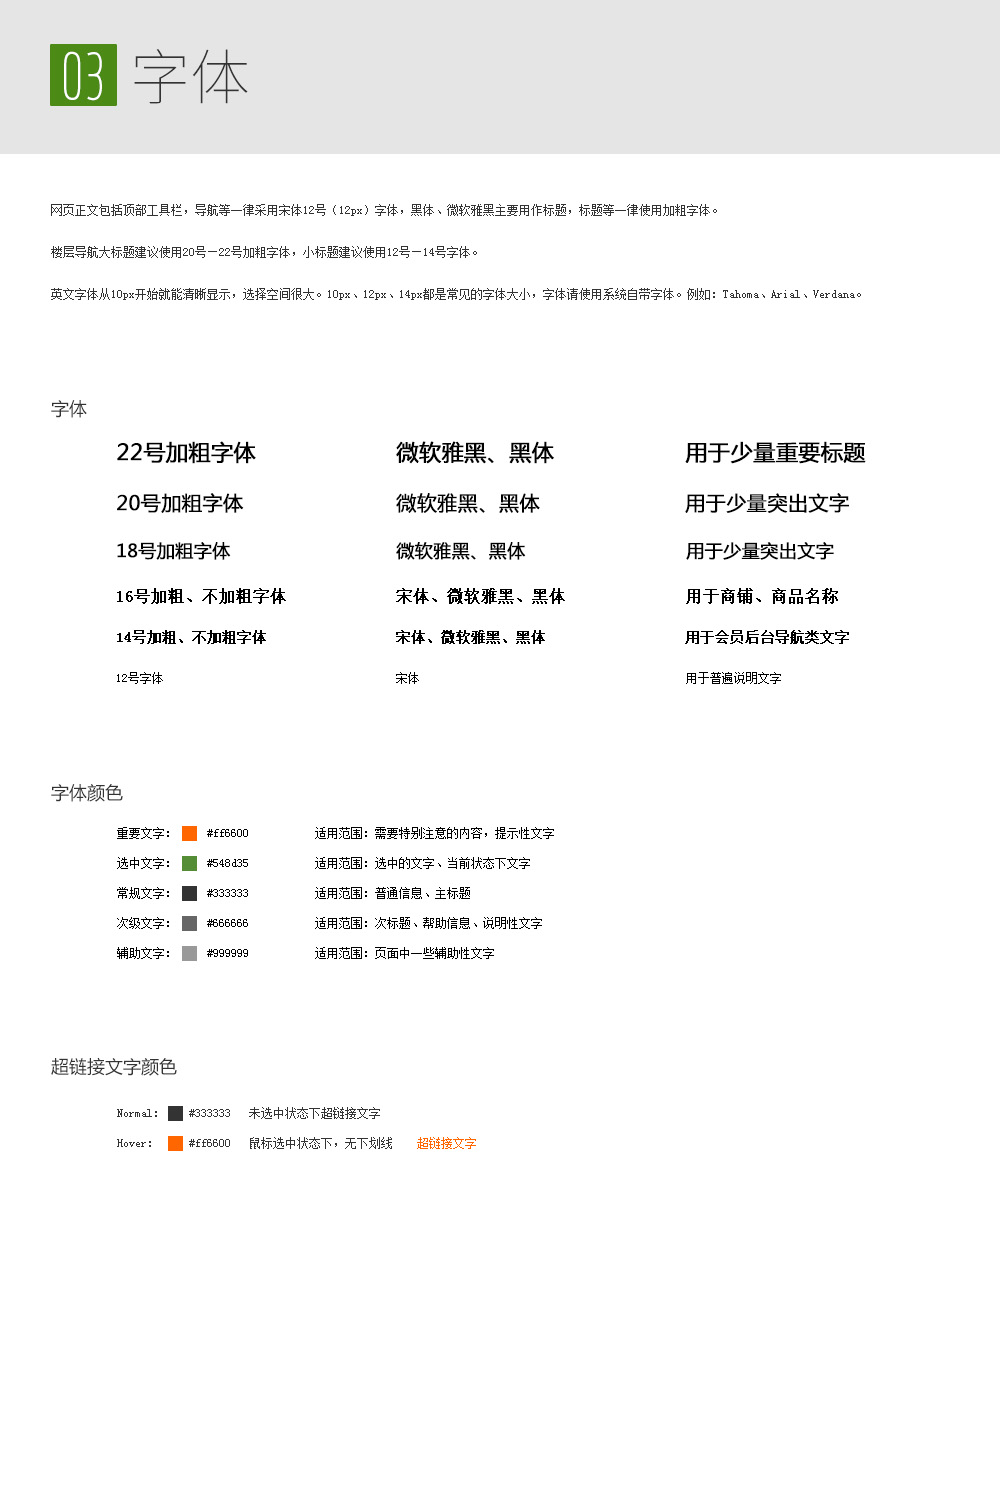 03 字体
网页正文包括顶部工具栏，导航等一律采用宋体12号（12px）字体，黑体、微软雅黑主要用作标题，标题等一律使用加粗字体。
楼层导航大标题建议使用20号—22号加粗字体，小标题建议使用12号—14号字体。
英文字体从10px开始就能清晰显示，选择空间很大。10px、12px、14px都是常见的字体大小，字体请使用系统自带字体。例如：Tahoma、Arial、Verdana。
字体
22号加粗字体 微软雅黑、黑体 用于少量重要标题
20号加粗字体 微软雅黑、黑体 用于少量突出文字
18号加粗字体 微软雅黑、黑体 用于少量突出文字
16号加粗、不加粗字体 宋体、微软雅黑、黑体 用于商铺、商品名称
14号加粗、不加粗字体 宋体、微软雅黑、黑体 用于会员后台导航类文字
12号字体 宋体 用于普遍说明文字
字体颜色
重要文字： #ff6600 适用范围：需要特别注意的内容，提示性文字
选中文字： #548d35 适用范围：选中的文字、当前状态下文字
常规文字： #333333 适用范围：普通信息、主标题
次级文字： #666666 适用范围：次标题、帮助信息、说明性文字
辅助文字： #999999 适用范围：页面中一些辅助性文字
超链接文字颜色
Normal： #333333 未选中状态下超链接文字
Hover： #ff6600 鼠标选中状态下，无下划线 超链接文字